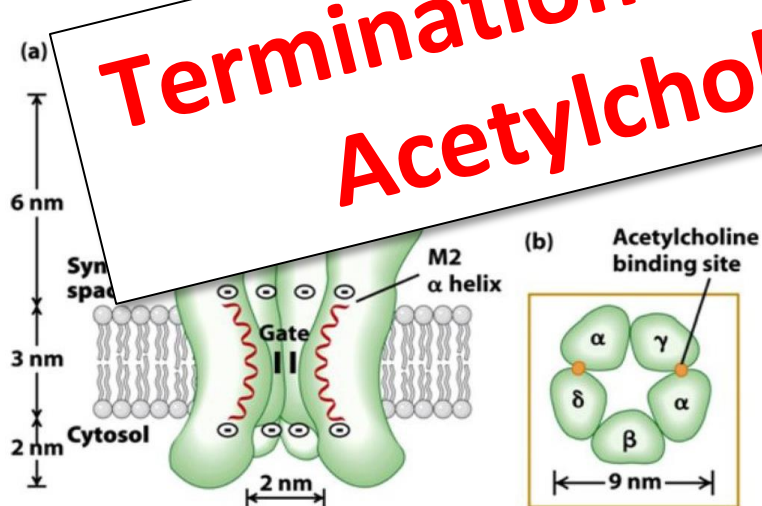 (a)
Termination
Acetylchol
6 nm
Syn
spac
M2
α helix
Gate
3 nm
Cytosol
2 nm
2 nm
(b)
Acetylcholine
binding site
α
γ
δ
α
β
9 nm